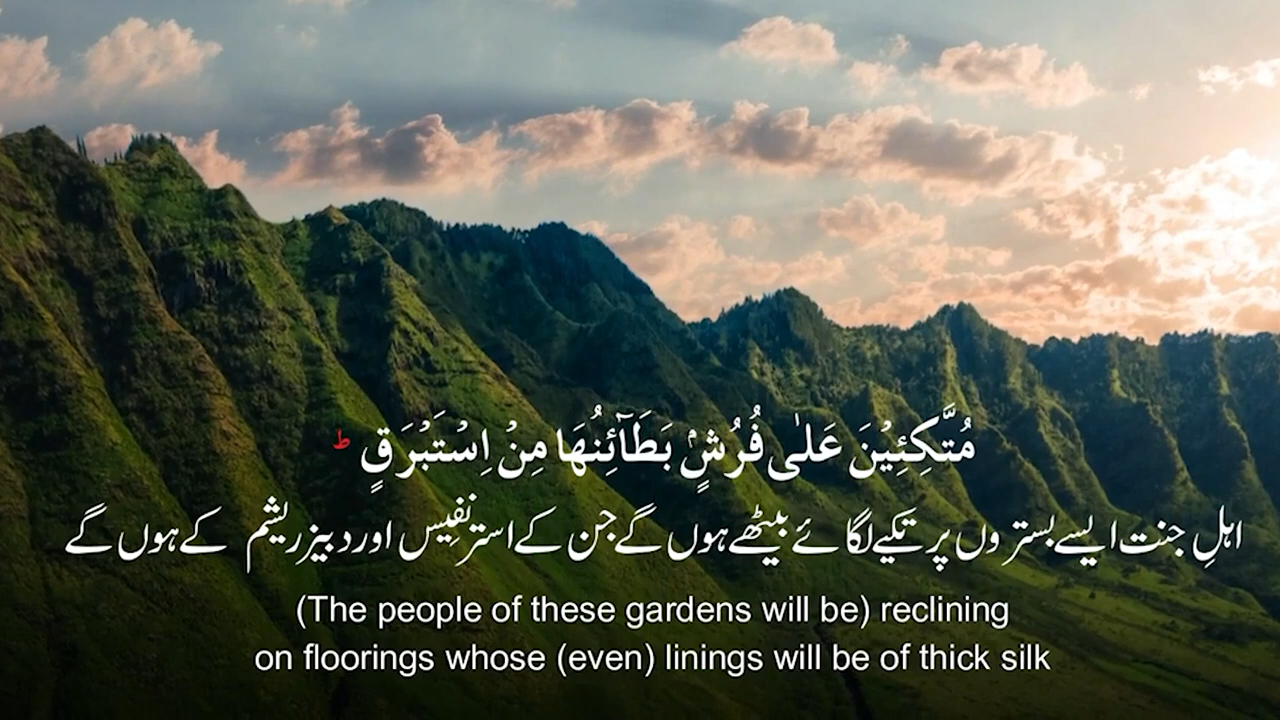 مُتَّكِئِيْنَ عَلٰى فُرُشٍۭ بَطَآئِنُهَا مِنْ اِسْتَبْرَقٍ ؕ
اہلِ جنت ایسے بستروں پر تکیے لگائے بیٹھے ہوں گے جن کے استر نفِیس اور دبیز ریشم کے ہوں گے
(The people of these gardens will be) reclining
on floorings whose (even) linings will be of thick silk